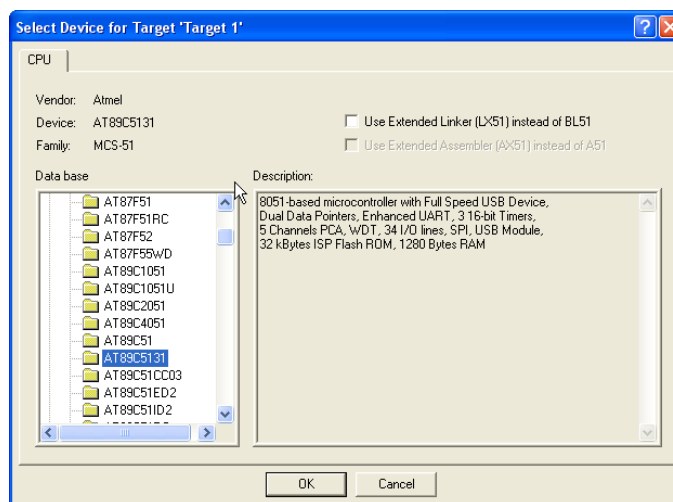 Select Device for Target 'Target 1'
CPU
Vendor: Atmel
Device: AT89C5131
Use Extended Linker (LX51) instead of BL51
Family: MCS-51
Use Extended Assembler (AX51) instead of A51
Data base
Description:
AT87F51
AT87F51RC
AT87F52
AT87F55WD
AT89C1051
AT89C1051U
AT89C2051
AT89C4051
AT89C51
AT89C5131
AT89C51CC03
AT89C51ED2
AT89C51ID2
8051-based microcontroller with Full Speed USB Device,
Dual Data Pointers, Enhanced UART, 3 16-bit Timers,
5 Channels PCA, WDT, 34 I/O lines, SPI, USB Module,
32 kBytes ISP Flash ROM, 1280 Bytes RAM
OK
Cancel